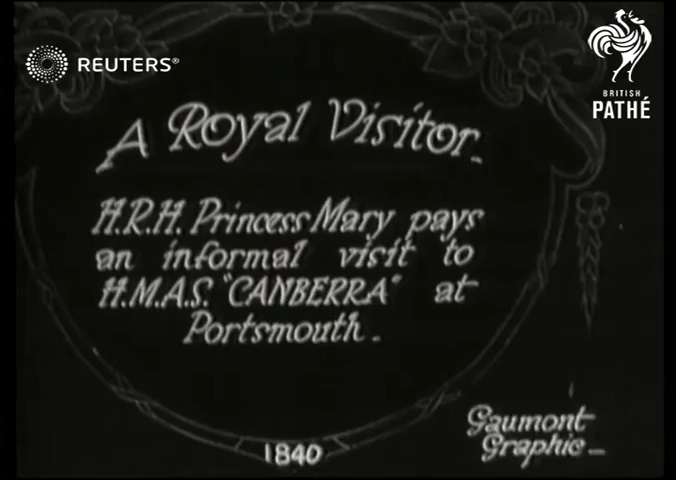 REUTERS®
BRITISH
PATHÉ
A Royal Visitor.
H.R.H. Princess Mary pays
an informal visit to
H.M.A.S. "CANBERRA" at
Portsmouth.
Gaumont
Graphic
1840